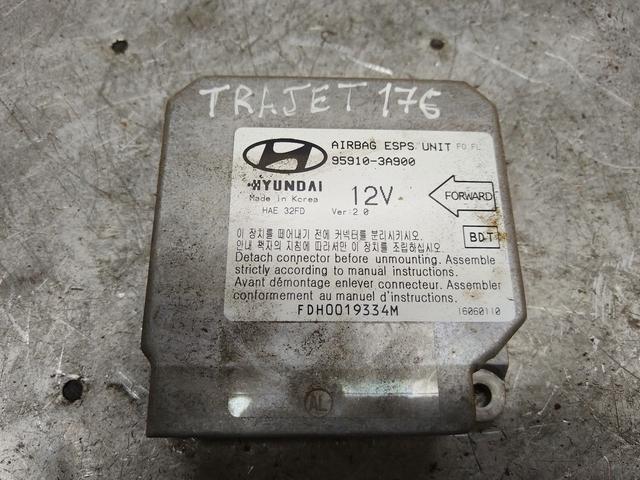 TRAJET 176
AIRBAG ESPS UNIT FO FL
95910-3A900
HYUNDAI
Made in Korea
HAE 32FD
12V
Ver: 2.0
FORWARD
BD-T
이 장치를 떼어내기 전에 커넥터를 분리시키시오.
안내 책자의 지침에 따라서만 이 장치를 조립하십시오.
Detach connector before unmounting. Assemble
strictly according to manual instructions.
Avant démontage enlever connecteur. Assembler
conformement au manuel d'instructions.
FDH0019334M
16060110
AL